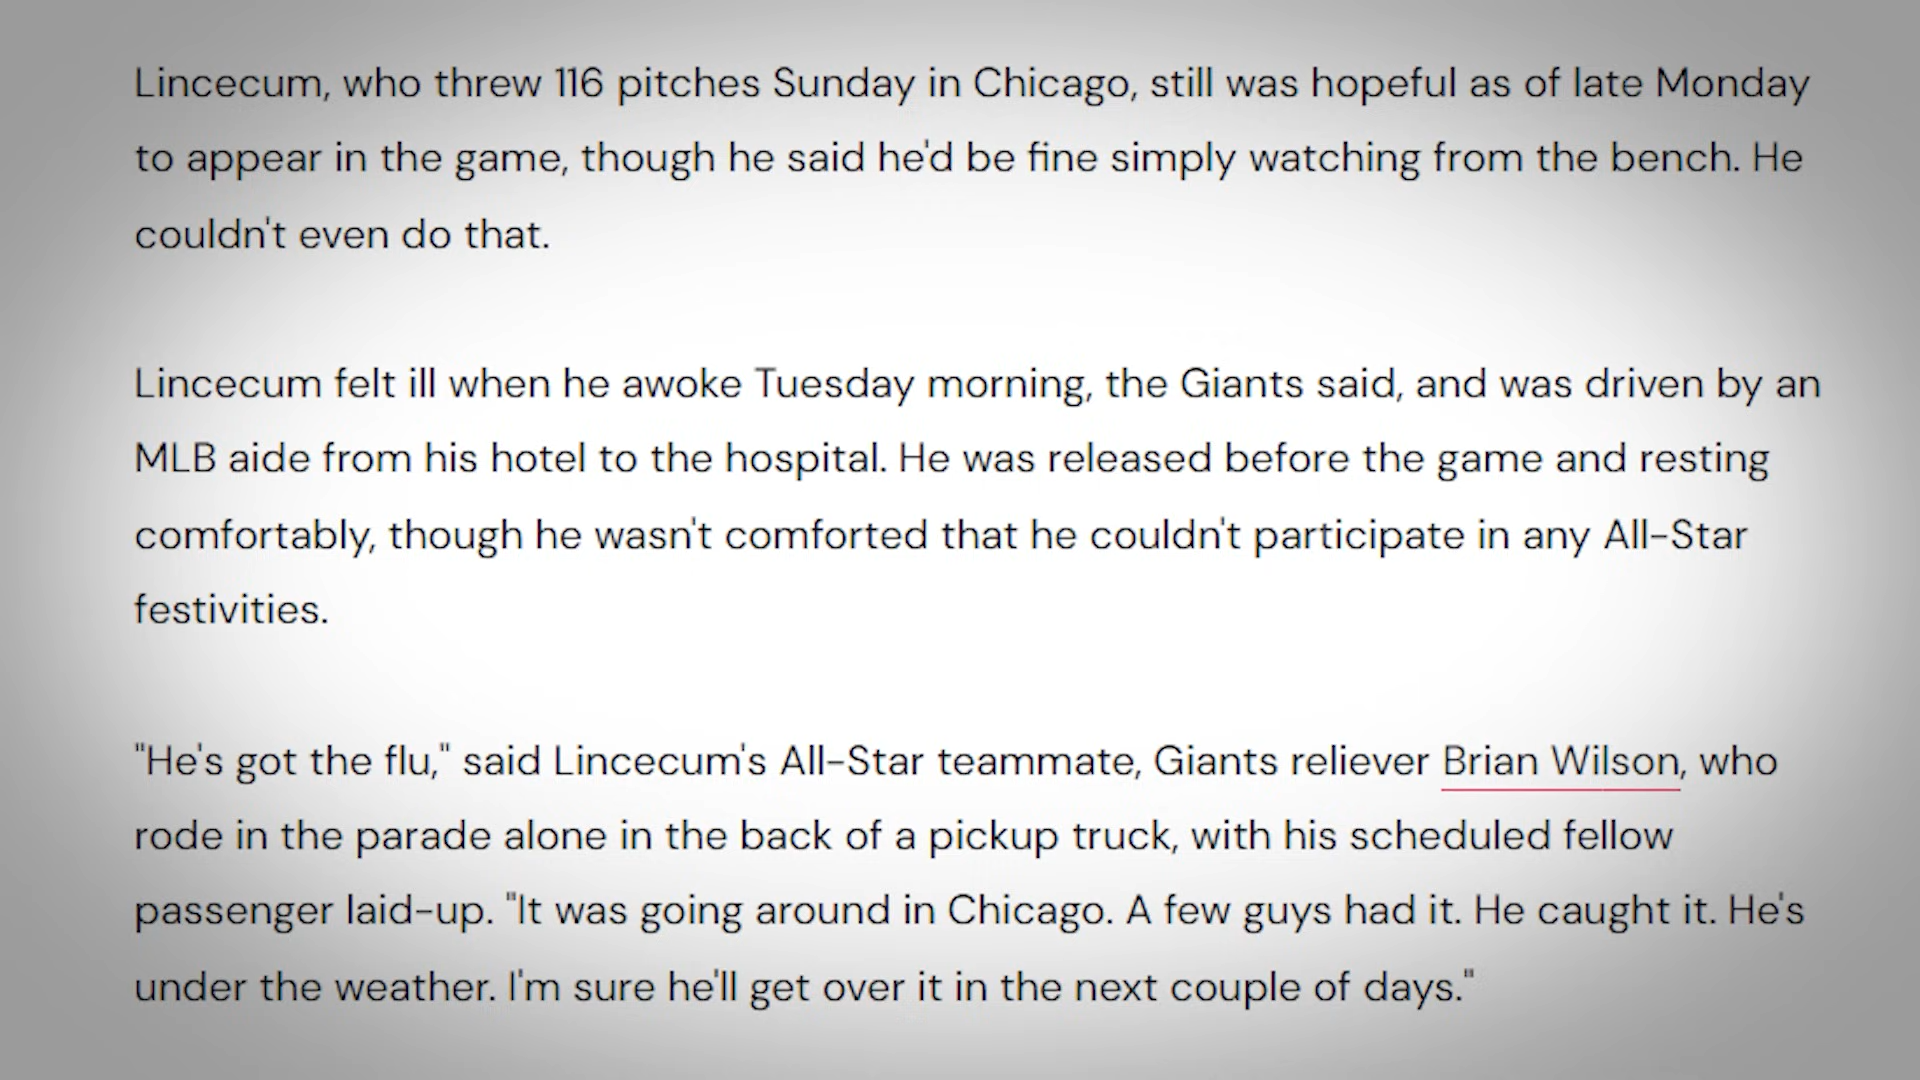 Lincecum, who threw 116 pitches Sunday in Chicago, still was hopeful as of late Monday
to appear in the game, though he said he'd be fine simply watching from the bench. He
couldn't even do that.
Lincecum felt ill when he awoke Tuesday morning, the Giants said, and was driven by an
MLB aide from his hotel to the hospital. He was released before the game and resting
comfortably, though he wasn't comforted that he couldn't participate in any All-Star
festivities.
"He's got the flu," said Lincecum's All-Star teammate, Giants reliever Brian Wilson, who
rode in the parade alone in the back of a pickup truck, with his scheduled fellow
passenger laid-up. "It was going around in Chicago. A few guys had it. He caught it. He's
under the weather. I'm sure he'll get over it in the next couple of days."